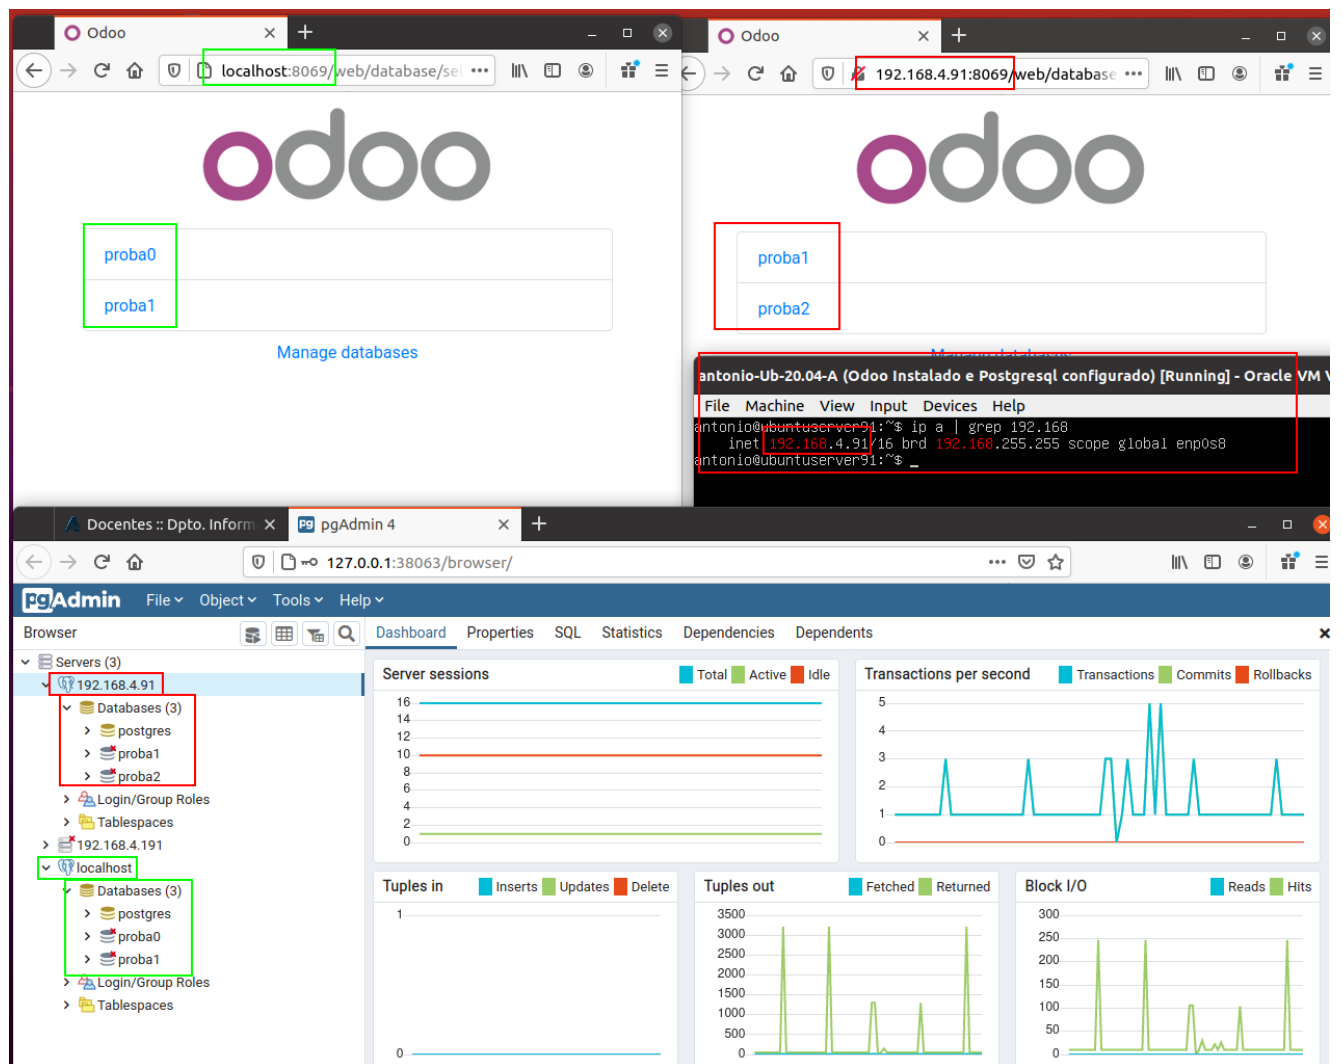 Odoo
localhost:8069/web/database/sel
odoo
proba0
proba1
Manage databases
Odoo
192.168.4.91:8069/web/database
odoo
proba1
proba2
Manage databases
antonio-Ub-20.04-A (Odoo Instalado e Postgresql configurado) [Running] - Oracle VM V
File Machine View Input Devices Help
antonio@ubuntuserver91:~$ ip a | grep 192.168
inet 192.168.4.91/16 brd 192.168.255.255 scope global enp0s8
antonio@ubuntuserver91:~$ _
Docentes :: Dpto. Inform
pgAdmin 4
127.0.0.1:38063/browser/
pgAdmin File Object Tools Help
Browser
Dashboard Properties SQL Statistics Dependencies Dependents
Servers (3)
192.168.4.91
Databases (3)
postgres
proba1
proba2
Login/Group Roles
Tablespaces
192.168.4.191
localhost
Databases (3)
postgres
proba0
proba1
Login/Group Roles
Tablespaces
Server sessions Total Active Idle
16
14
12
10
8
6
4
2
0
Transactions per second Transactions Commits Rollbacks
5
4
3
2
1
0
Tuples in Inserts Updates Delete
1
0
Tuples out Fetched Returned
3500
3000
2500
2000
1500
1000
500
0
Block I/O Reads Hits
300
250
200
150
100
50
0